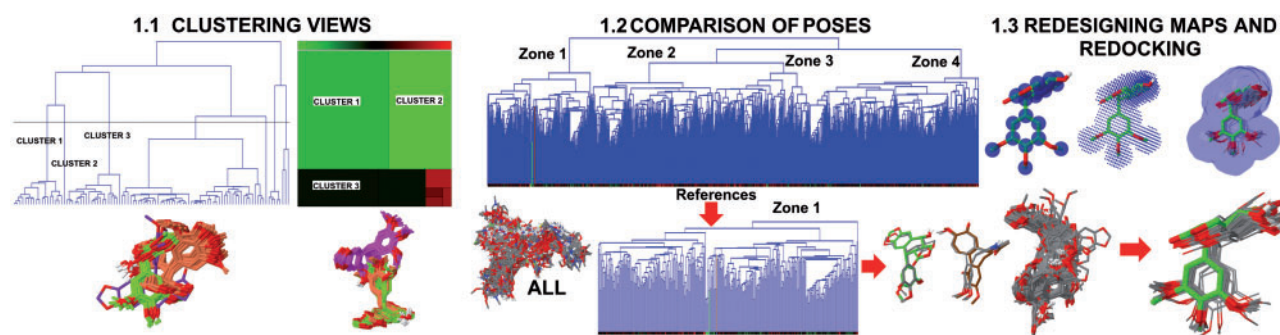 1.1 CLUSTERING VIEWS
CLUSTER 1
CLUSTER 3
CLUSTER 2
CLUSTER 1
CLUSTER 2
CLUSTER 3
1.2 COMPARISON OF POSES
Zone 1
Zone 2
Zone 3
Zone 4
References
Zone 1
ALL
1.3 REDESIGNING MAPS AND
REDOCKING